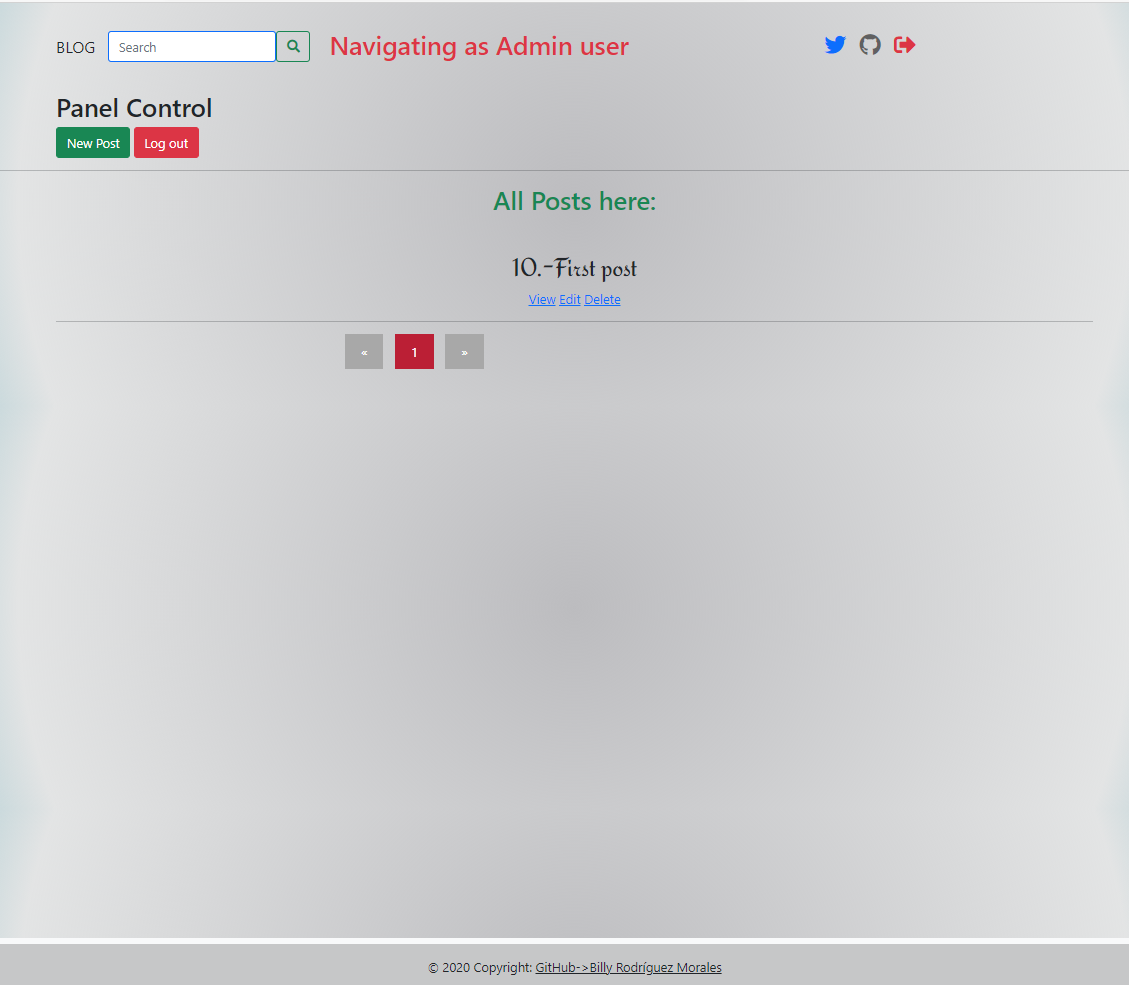 BLOG Search Navigating as Admin user
Panel Control
New Post Log out
All Posts here:
10.-First post
View Edit Delete
« 1 »
© 2020 Copyright: GitHub->Billy Rodríguez Morales